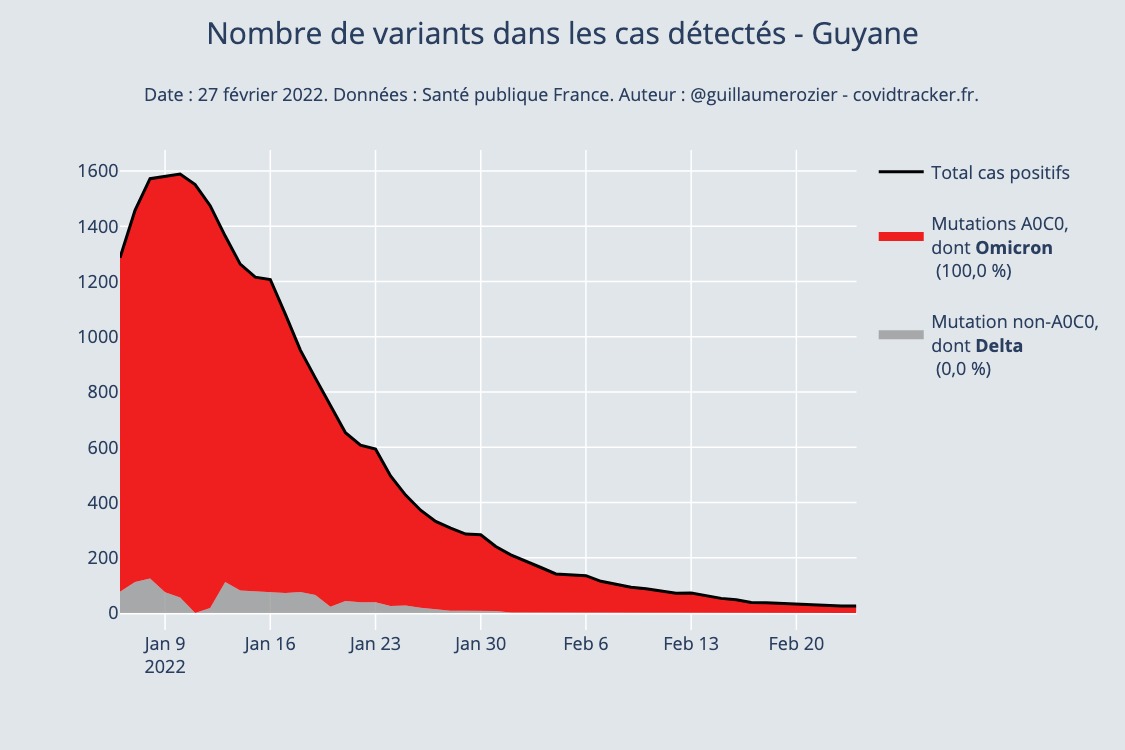 Nombre de variants dans les cas détectés - Guyane
Date : 27 février 2022. Données : Santé publique France. Auteur : @guillaumerozier - covidtracker.fr.
1600
1400
1200
1000
800
600
400
200
0
Jan 9
2022
Jan 16
Jan 23
Jan 30
Feb 6
Feb 13
Feb 20
Total cas positifs
Mutations A0C0,
dont Omicron
(100,0 %)
Mutation non-A0C0,
dont Delta
(0,0 %)